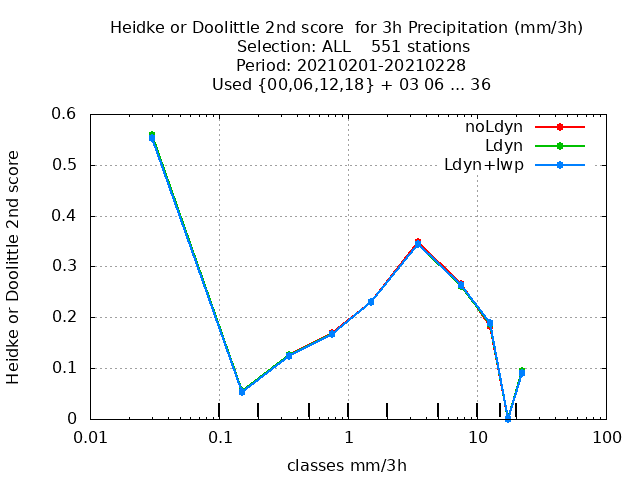 Heidke or Doolittle 2nd score  for 3h Precipitation (mm/3h)
Selection: ALL    551 stations
Period: 20210201-20210228
Used {00,06,12,18} + 03 06 ... 36
noLdyn
Ldyn
Ldyn+lwp
0.6
0.5
0.4
0.3
0.2
0.1
0
Heidke or Doolittle 2nd score
0.01
0.1
1
10
100
classes mm/3h